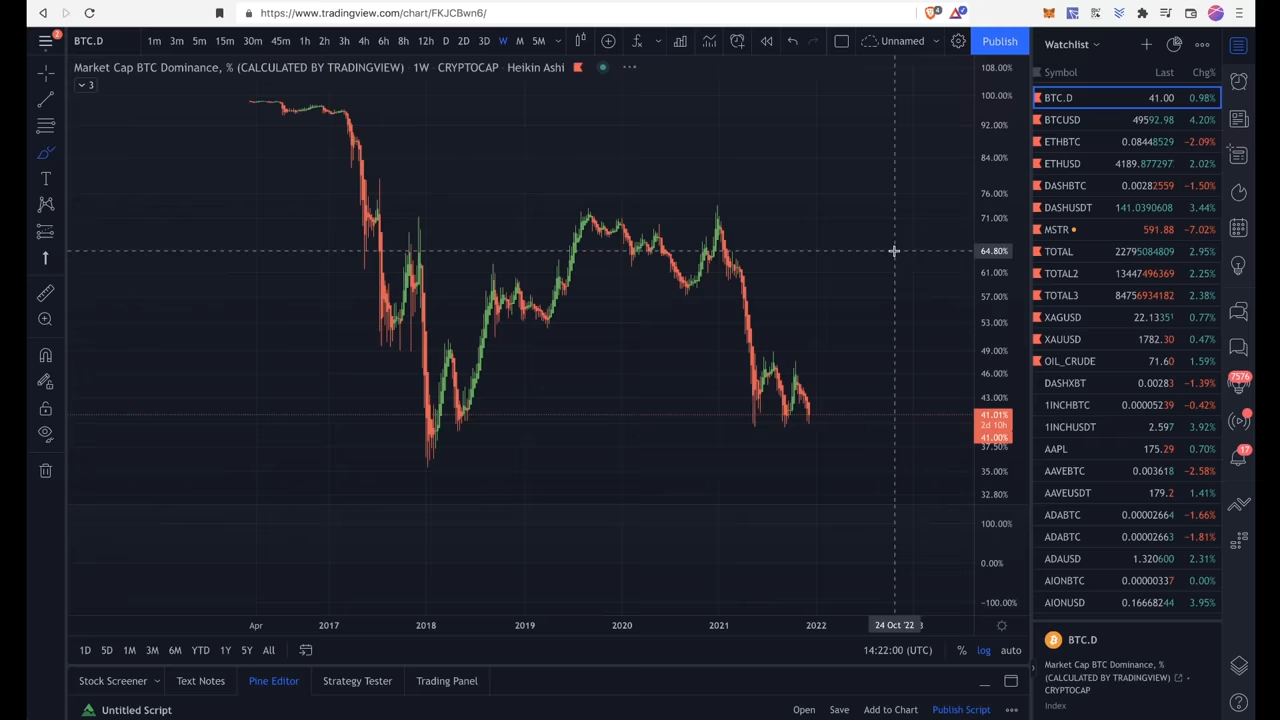 https://www.tradingview.com/chart/FKJCBwn6/
4
2
BTC.D 1m 3m 5m 15m 30m 45m 1h 2h 3h 4h 6h 8h 12h D 2D 3D W M 5M Unnamed Publish
Market Cap BTC Dominance, % (CALCULATED BY TRADINGVIEW) · 1W · CRYPTOCAP · Heikin Ashi
3
108.00%
100.00%
92.00%
84.00%
76.00%
71.00%
64.80%
61.00%
57.00%
53.00%
49.00%
46.00%
43.00%
41.01%
2d 10h
41.00%
37.50%
35.00%
32.80%
100.00%
0.00%
−100.00%
Apr 2017 2018 2019 2020 2021 2022 24 Oct '22 3
1D 5D 1M 3M 6M YTD 1Y 5Y All 14:22:00 (UTC) % log auto
Stock Screener Text Notes Pine Editor Strategy Tester Trading Panel
Untitled Script Open Save Add to Chart Publish Script
Watchlist
Symbol Last Chg%
BTC.D 41.00 0.98%
BTCUSD 49592.98 4.20%
ETHBTC 0.08448529 −2.09%
ETHUSD 4189.877297 2.02%
DASHBTC 0.00282559 −1.50%
DASHUSDT 141.0390608 3.44%
MSTR 591.88 −7.02%
TOTAL 22795084809 2.95%
TOTAL2 13447496369 2.25%
TOTAL3 84756934182 2.38%
XAGUSD 22.1335¹ 0.77%
XAUUSD 1782.30 0.47%
OIL_CRUDE 71.60 1.59%
DASHXBT 0.00283 −1.39%
1INCHBTC 0.00005239 −0.42%
1INCHUSDT 2.597 3.92%
AAPL 175.29 0.70%
AAVEBTC 0.003618 −2.58%
AAVEUSDT 179.2 1.41%
ADABTC 0.00002664 −1.66%
ADABTC 0.00002663 −1.81%
ADAUSD 1.320600 2.31%
AIONBTC 0.00000337 0.00%
AIONUSD 0.16668244 3.95%
BTC.D
Market Cap BTC Dominance, %
(CALCULATED BY TRADINGVIEW) ·
CRYPTOCAP
Index
7576
17